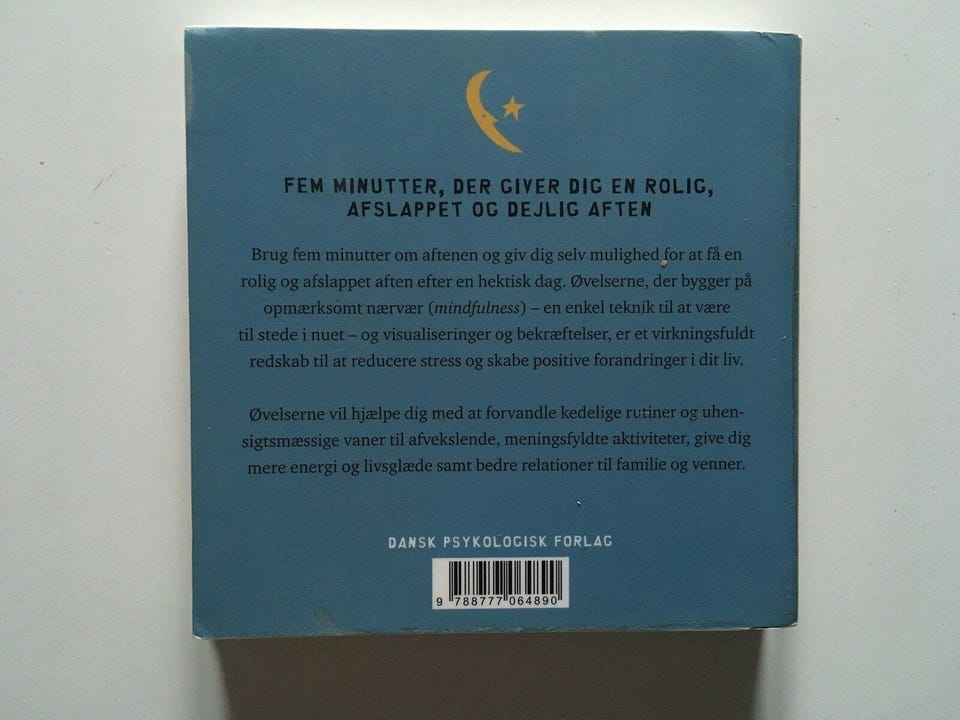 FEM MINUTTER, DER GIVER DIG EN ROLIG,
AFSLAPPET OG DEJLIG AFTEN
Brug fem minutter om aftenen og giv dig selv mulighed for at få en
rolig og afslappet aften efter en hektisk dag. Øvelserne, der bygger på
opmærksomt nærvær (mindfulness) – en enkel teknik til at være
til stede i nuet – og visualiseringer og bekræftelser, er et virkningsfuldt
redskab til at reducere stress og skabe positive forandringer i dit liv.
Øvelserne vil hjælpe dig med at forvandle kedelige rutiner og uhen-
sigtsmæssige vaner til afvekslende, meningsfyldte aktiviteter, give dig
mere energi og livsglæde samt bedre relationer til familie og venner.
DANSK PSYKOLOGISK FORLAG
9 788777 064890